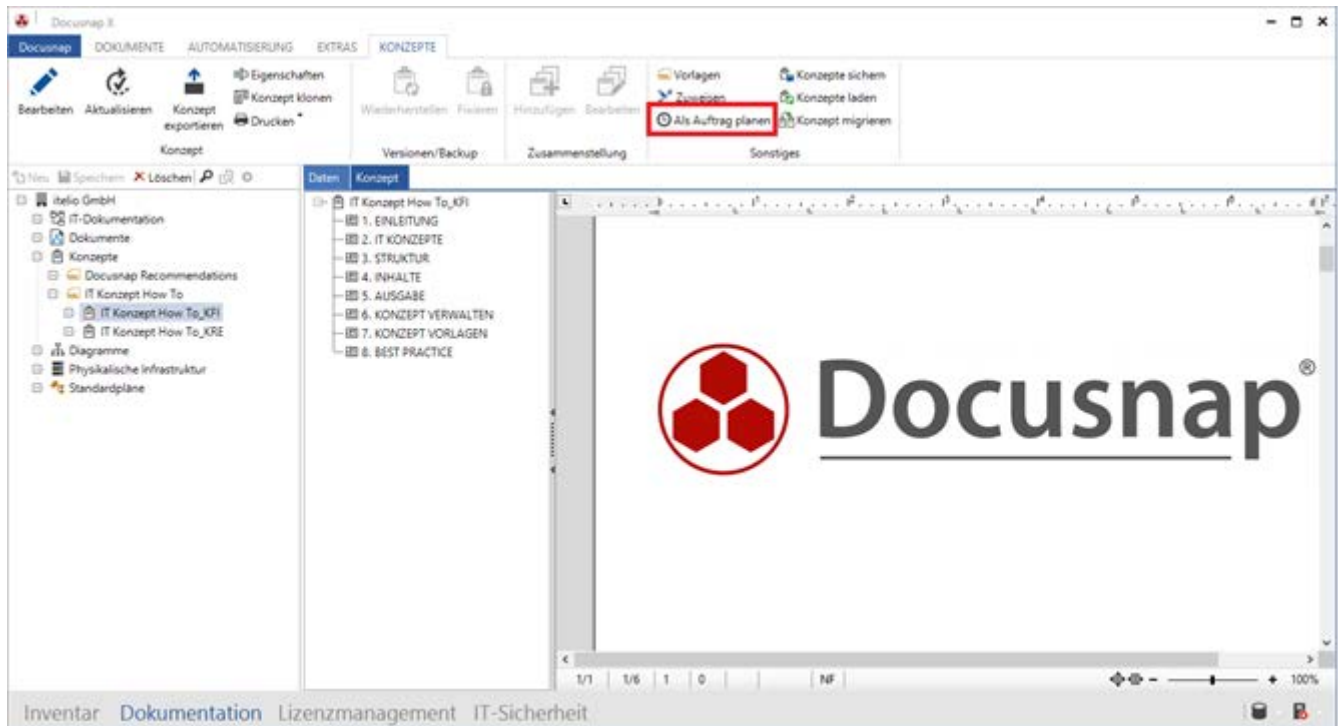 Docusnap X
Docusnap DOKUMENTE AUTOMATISIERUNG EXTRAS KONZEPTE
Bearbeiten
Aktualisieren
Konzept exportieren
Eigenschaften
Konzept klonen
Drucken
Konzept
Wiederherstellen
Fixieren
Versionen/Backup
Hinzufügen
Bearbeiten
Zusammenstellung
Vorlagen
Zuweisen
Als Auftrag planen
Konzepte sichern
Konzepte laden
Konzept migrieren
Sonstiges
Neu Speichern Löschen
itelio GmbH
IT-Dokumentation
Dokumente
Konzepte
Docusnap Recommendations
IT Konzept How To
IT Konzept How To_KFI
IT Konzept How To_KRE
Diagramme
Physikalische Infrastruktur
Standardpläne
Daten Konzept
IT Konzept How To_KFI
1. EINLEITUNG
2. IT KONZEPTE
3. STRUKTUR
4. INHALTE
5. AUSGABE
6. KONZEPT VERWALTEN
7. KONZEPT VORLAGEN
8. BEST PRACTICE
Docusnap®
1/1 1/6 1 0 NF 100%
Inventar Dokumentation Lizenzmanagement IT-Sicherheit